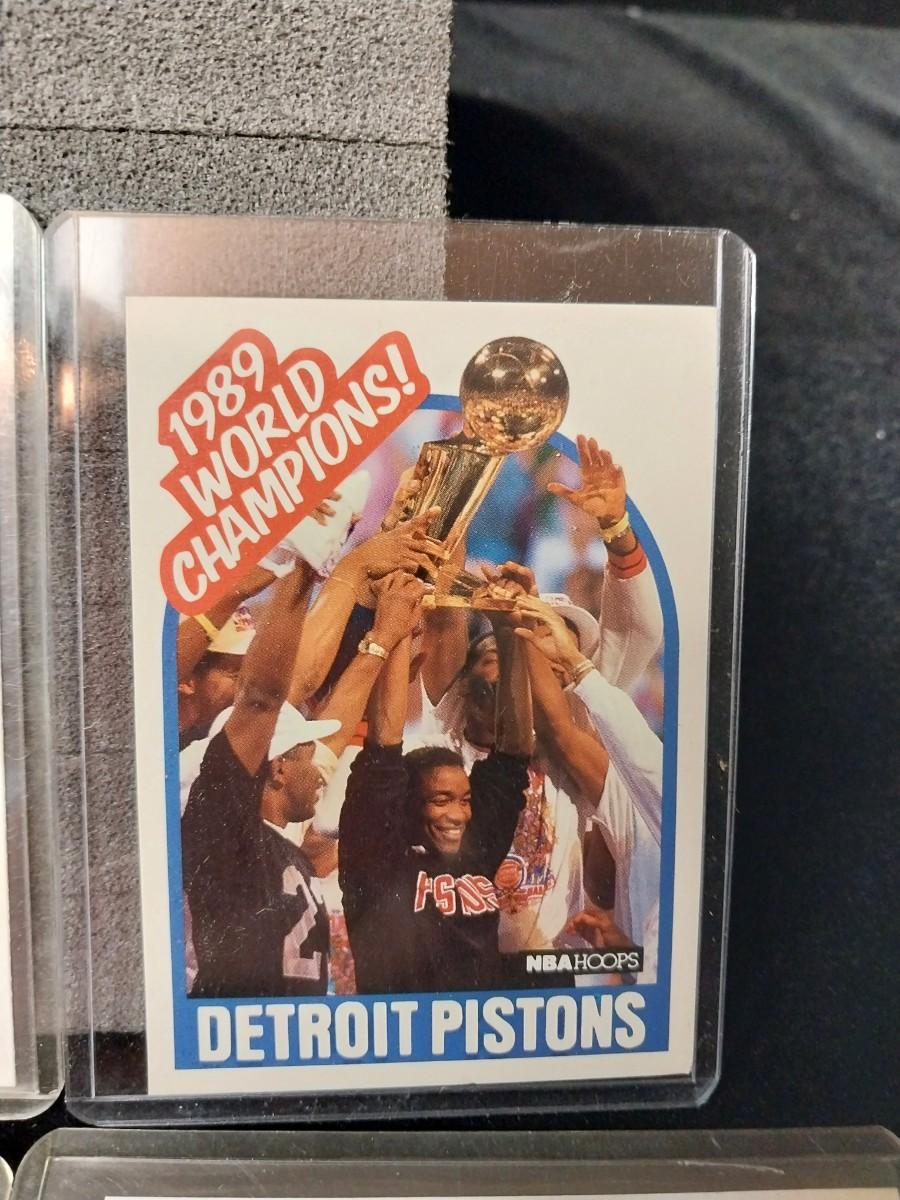 1989
WORLD
CHAMPIONS!
NBA HOOPS
DETROIT PISTONS